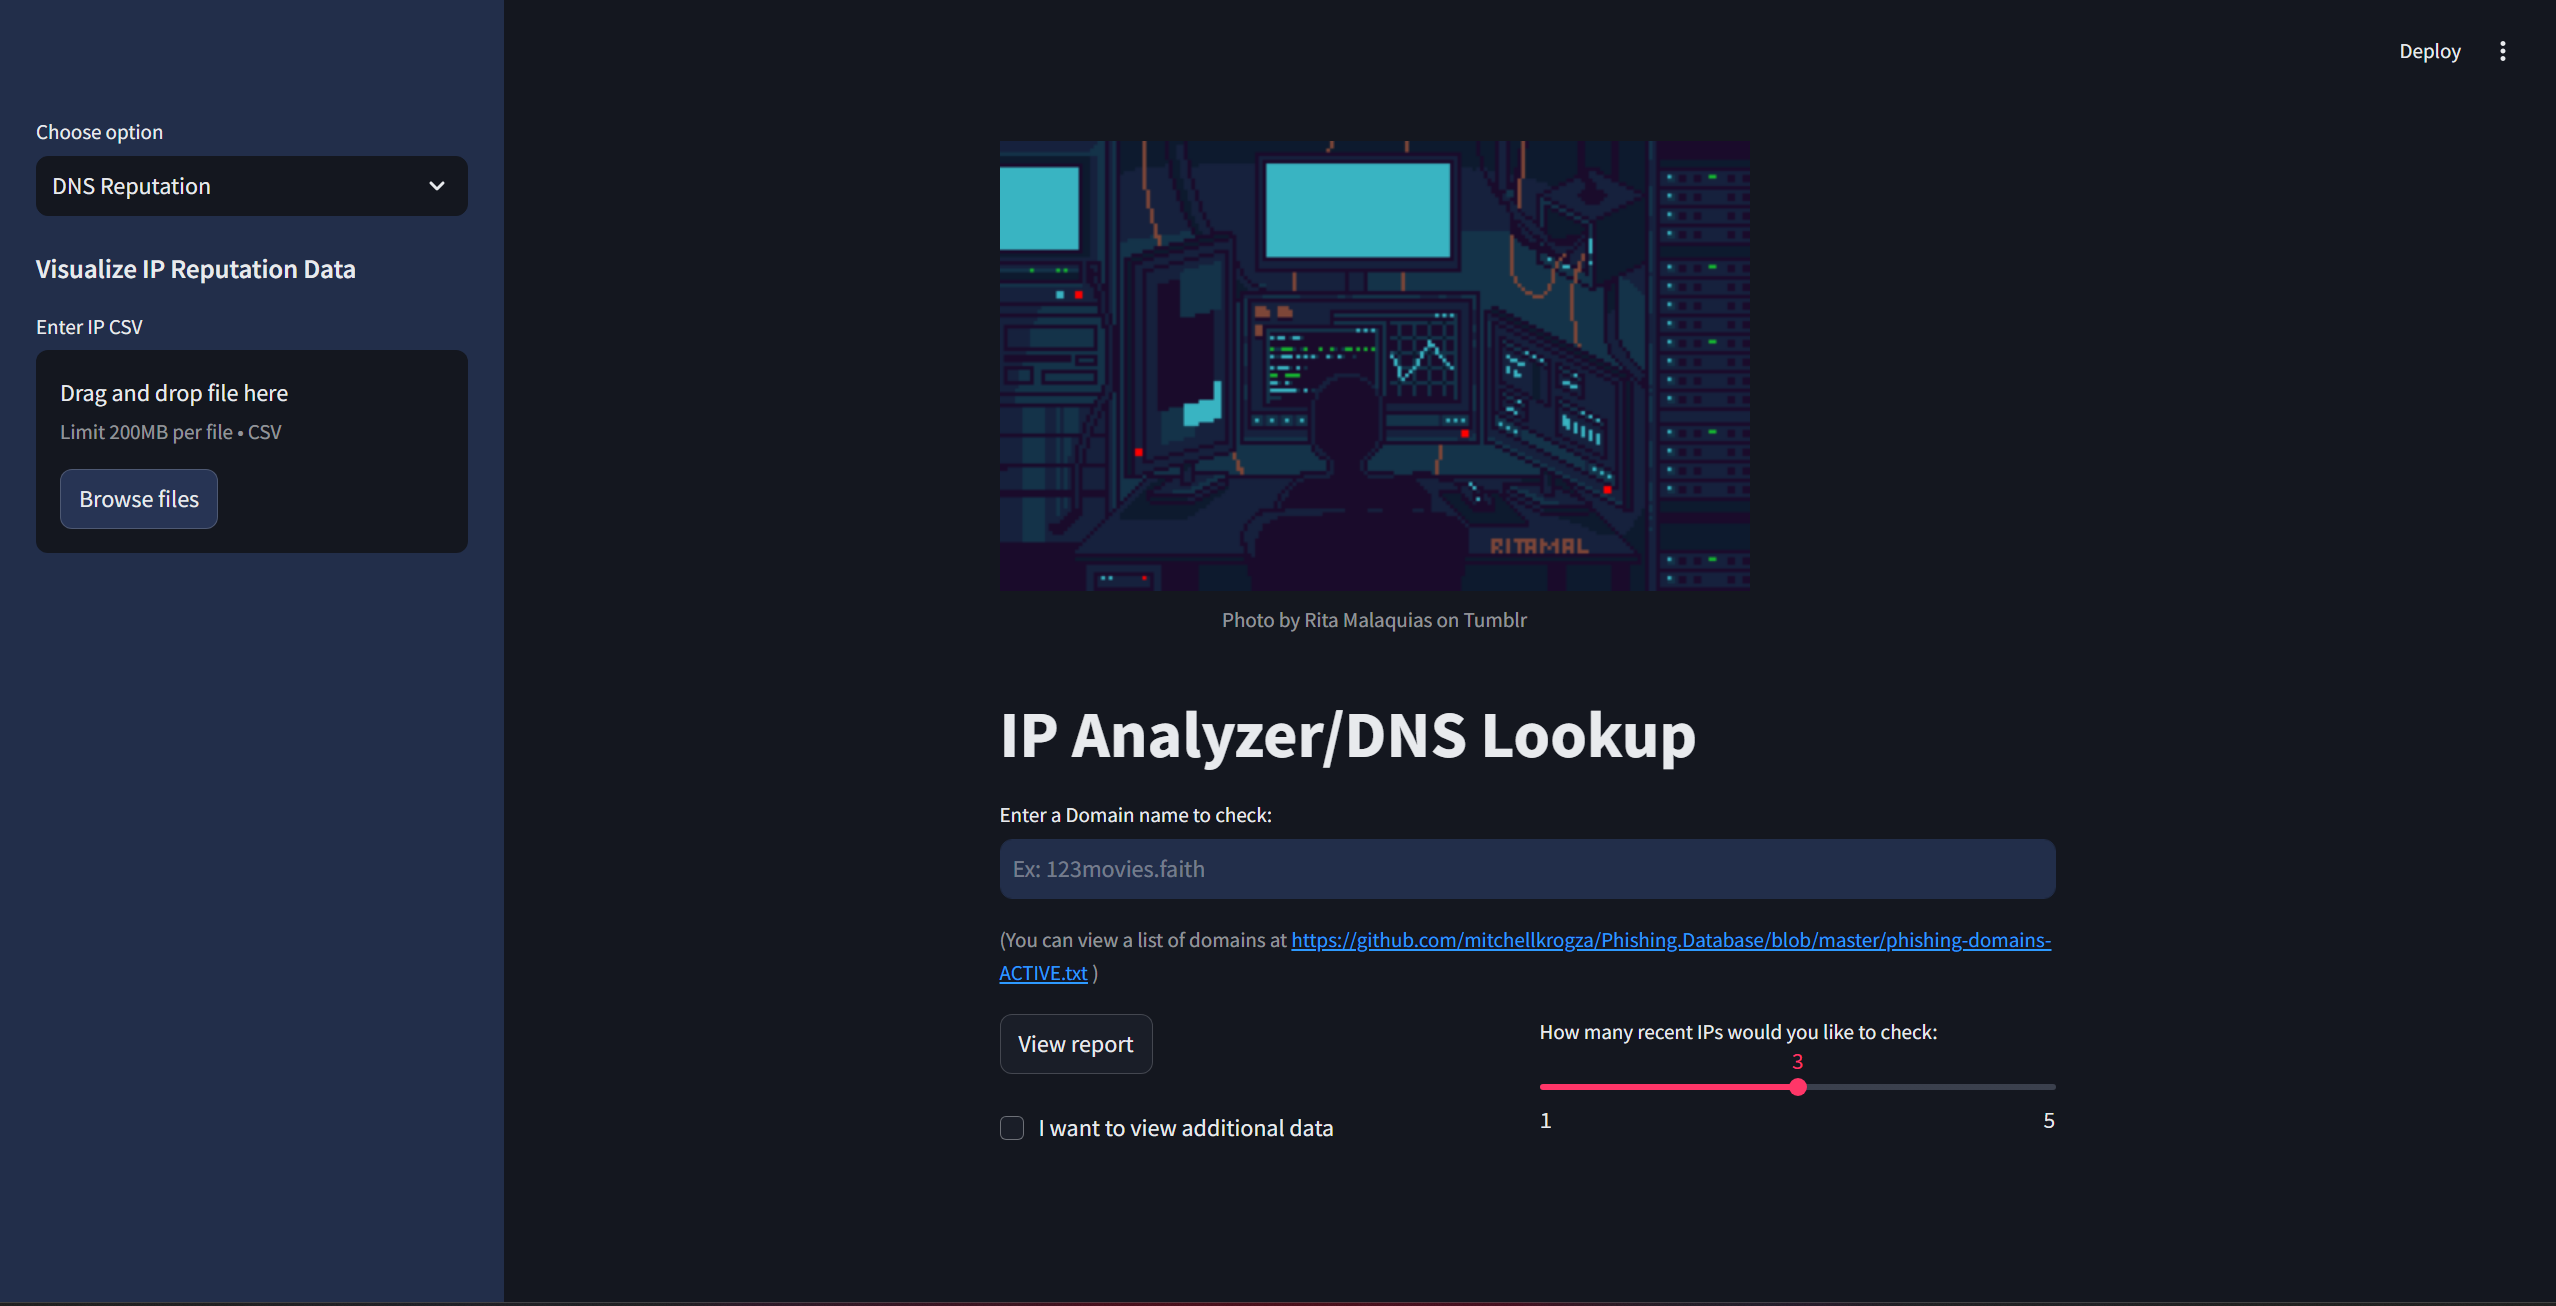 Deploy
Choose option
DNS Reputation
Visualize IP Reputation Data
Enter IP CSV
Drag and drop file here
Limit 200MB per file • CSV
Browse files
RITAMAL
Photo by Rita Malaquias on Tumblr
IP Analyzer/DNS Lookup
Enter a Domain name to check:
Ex: 123movies.faith
(You can view a list of domains at https://github.com/mitchellkrogza/Phishing.Database/blob/master/phishing-domains-
ACTIVE.txt )
View report
I want to view additional data
How many recent IPs would you like to check:
3
1 5